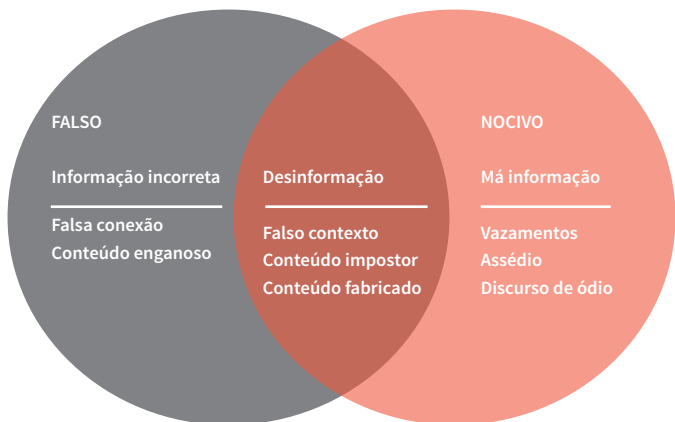 FALSO
Informação incorreta
Falsa conexão
Conteúdo enganoso
Desinformação
Falso contexto
Conteúdo impostor
Conteúdo fabricado
NOCIVO
Má informação
Vazamentos
Assédio
Discurso de ódio